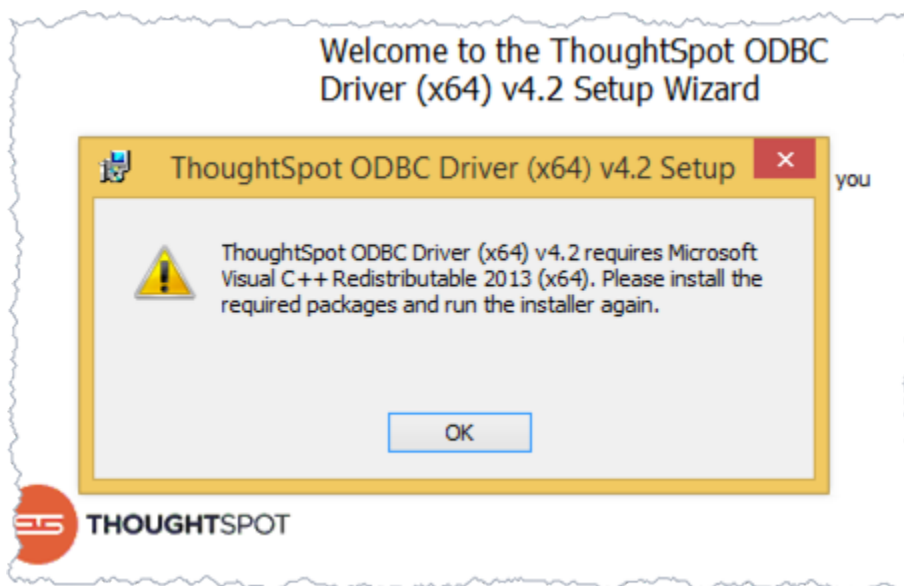 Welcome to the ThoughtSpot ODBC
Driver (x64) v4.2 Setup Wizard
ThoughtSpot ODBC Driver (x64) v4.2 Setup
you
ThoughtSpot ODBC Driver (x64) v4.2 requires Microsoft
Visual C++ Redistributable 2013 (x64). Please install the
required packages and run the installer again.
OK
THOUGHTSPOT